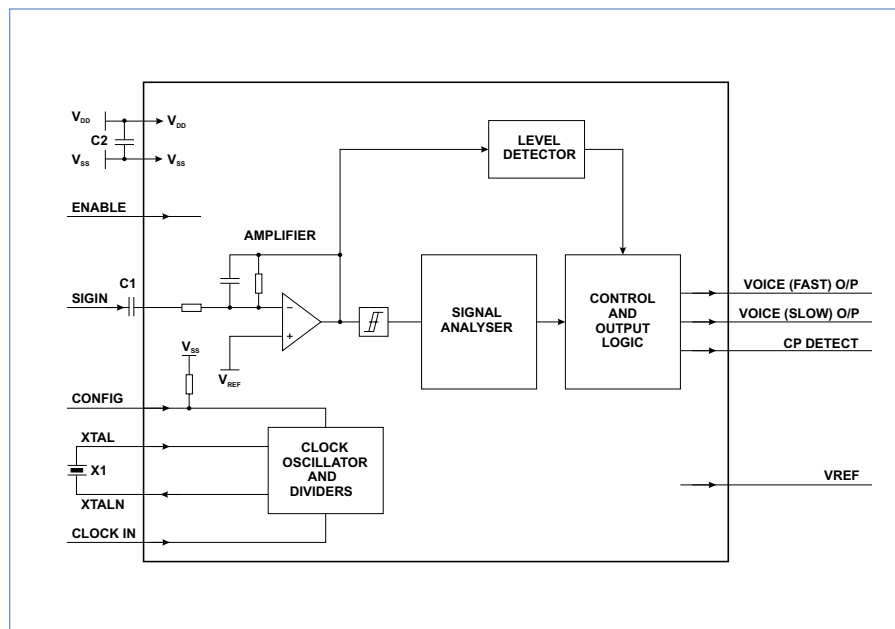 V_DD
V_DD
C2
V_SS
V_SS
LEVEL
DETECTOR
ENABLE
AMPLIFIER
C1
SIGIN
−
+
SIGNAL
ANALYSER
CONTROL
AND
OUTPUT
LOGIC
VOICE (FAST) O/P
VOICE (SLOW) O/P
CP DETECT
V_SS
V_REF
CONFIG
XTAL
X1
XTALN
CLOCK
OSCILLATOR
AND
DIVIDERS
VREF
CLOCK IN